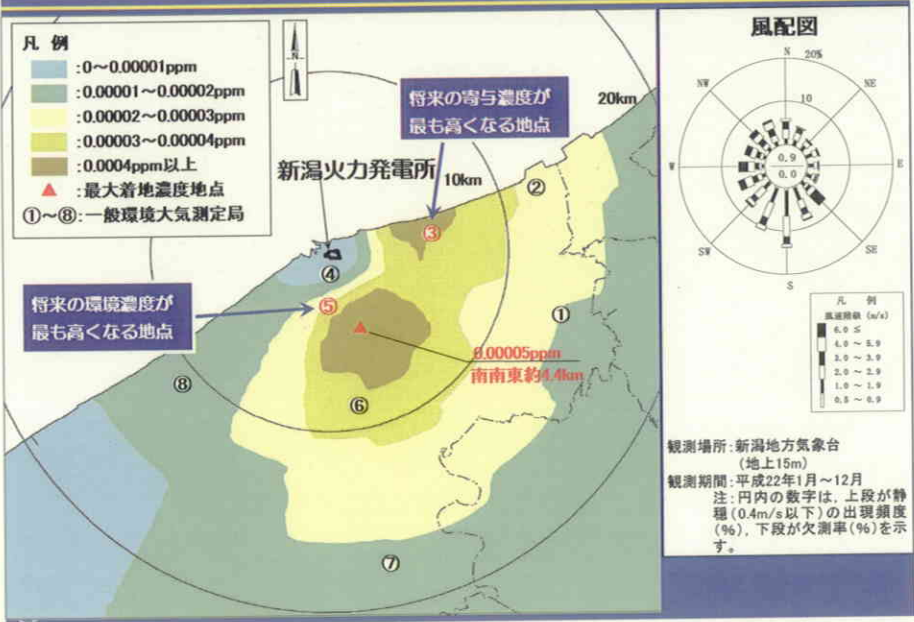 凡 例
:0～0.00001ppm
:0.00001～0.00002ppm
:0.00002～0.00003ppm
:0.00003～0.00004ppm
:0.0004ppm以上
:最大着地濃度地点
①～⑧:一般環境大気測定局
N
将来の寄与濃度が
最も高くなる地点
20km
新潟火力発電所
10km
②
③
④
将来の環境濃度が
最も高くなる地点
⑤
①
0.00005ppm
南南東約4.4km
⑧
⑥
⑦
風配図
N
20%
NW
NE
10
W
0.9
0.0
E
SW
SE
S
凡 例
風速階級 (m/s)
6.0 ≤
4.0 ～ 5.9
3.0 ～ 3.9
2.0 ～ 2.9
1.0 ～ 1.9
0.5 ～ 0.9
観測場所:新潟地方気象台
(地上15m)
観測期間:平成22年1月～12月
注:円内の数字は,上段が静
穏(0.4m/s以下)の出現頻度
(%),下段が欠測率(%)を示
す。